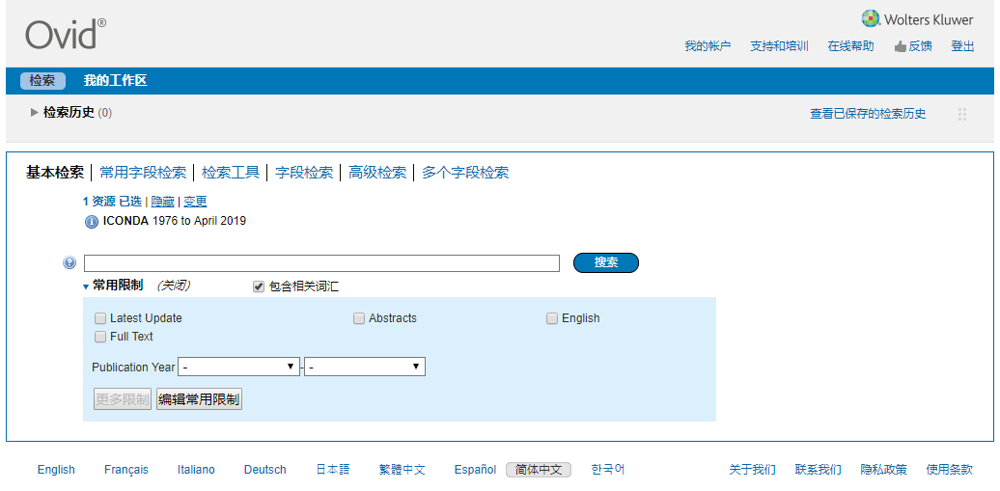 Ovid®
Wolters Kluwer
我的帐户 支持和培训 在线帮助 反馈 登出
检索 我的工作区
检索历史 (0) 查看已保存的检索历史
基本检索 | 常用字段检索 | 检索工具 | 字段检索 | 高级检索 | 多个字段检索
1 资源 已选 | 隐藏 | 变更
ICONDA 1976 to April 2019
搜索
常用限制 (关闭) 包含相关词汇
Latest Update Abstracts English
Full Text
Publication Year - - -
更多限制 编辑常用限制
English Français Italiano Deutsch 日本語 繁體中文 Español 简体中文 한국어 关于我们 联系我们 隐私政策 使用条款